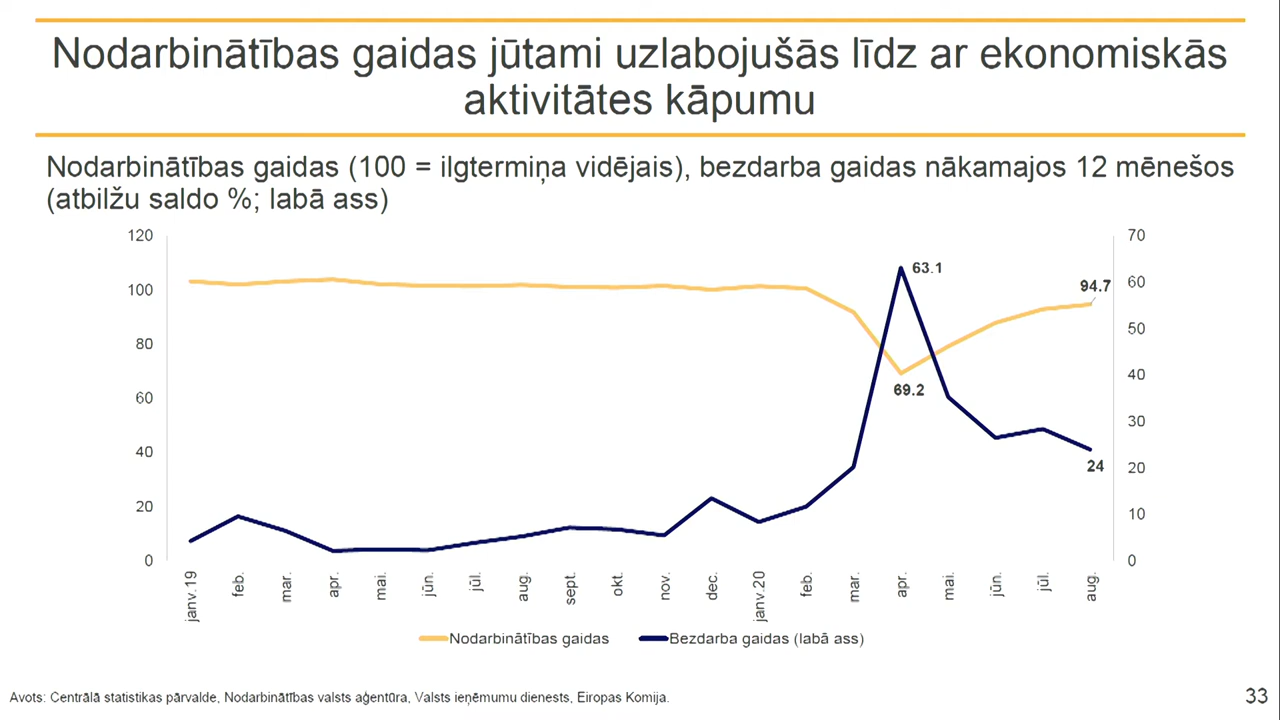 Nodarbinātības gaidas jūtami uzlabojušās līdz ar ekonomiskās
aktivitātes kāpumu
Nodarbinātības gaidas (100 = ilgtermiņa vidējais), bezdarba gaidas nākamajos 12 mēnešos
(atbilžu saldo %; labā ass)
120
100
80
60
40
20
0
70
60
50
40
30
20
10
0
63.1
94.7
69.2
24
janv.19
feb.
mar.
apr.
mai.
jūn.
jūl.
aug.
sept.
okt.
nov.
dec.
janv.20
feb.
mar.
apr.
mai.
jūn.
jūl.
aug.
Nodarbinātības gaidas
Bezdarba gaidas (labā ass)
Avots: Centrālā statistikas pārvalde, Nodarbinātības valsts aģentūra, Valsts ieņēmumu dienests, Eiropas Komija.
33